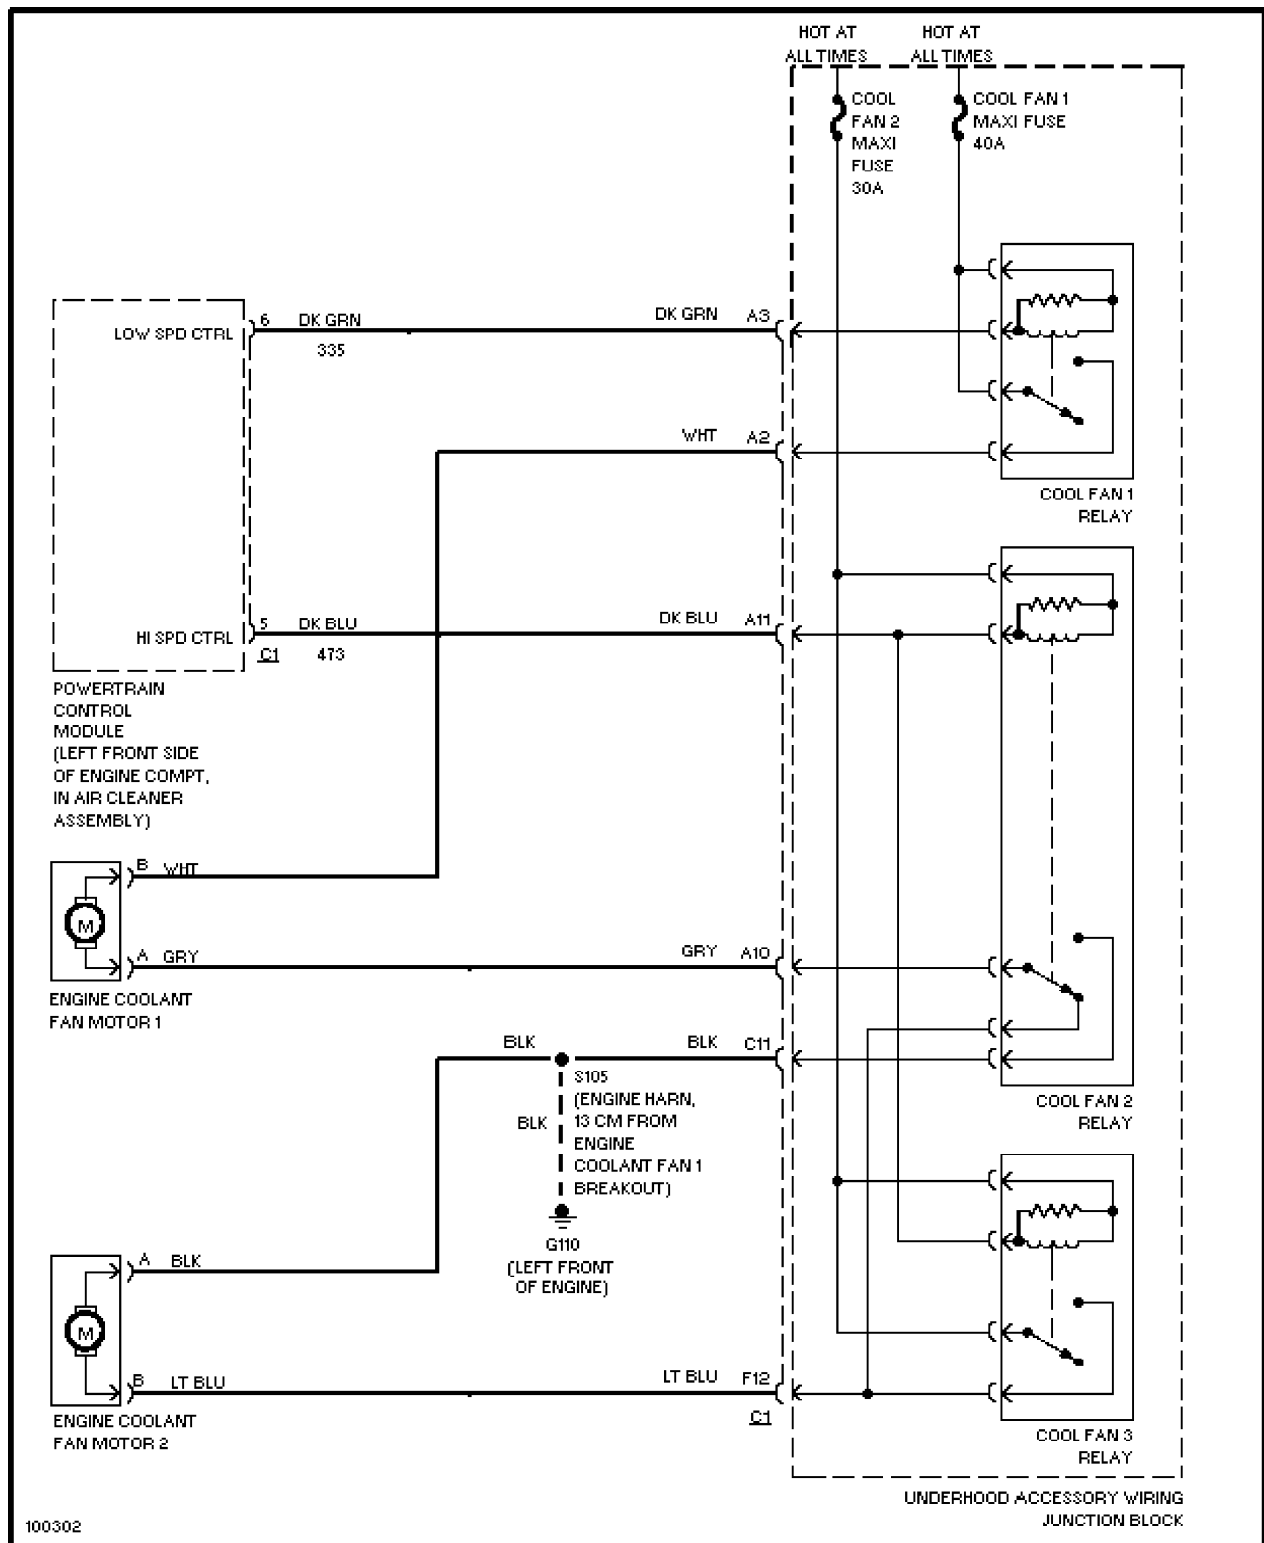 HOT AT
ALL TIMES
HOT AT
ALL TIMES
COOL
FAN 2
MAXI
FUSE
30A
COOL FAN 1
MAXI FUSE
40A
LOW SPD CTRL
6
DK GRN
335
DK GRN
A3
WHT
A2
COOL FAN 1
RELAY
HI SPD CTRL
5
DK BLU
C1
473
DK BLU
A11
POWERTRAIN
CONTROL
MODULE
(LEFT FRONT SIDE
OF ENGINE COMPT,
IN AIR CLEANER
ASSEMBLY)
B
WHT
M
A
GRY
GRY
A10
ENGINE COOLANT
FAN MOTOR 1
BLK
BLK
C11
S105
(ENGINE HARN,
13 CM FROM
ENGINE
COOLANT FAN 1
BREAKOUT)
BLK
COOL FAN 2
RELAY
G110
(LEFT FRONT
OF ENGINE)
A
BLK
M
B
LT BLU
LT BLU
F12
C1
ENGINE COOLANT
FAN MOTOR 2
COOL FAN 3
RELAY
UNDERHOOD ACCESSORY WIRING
JUNCTION BLOCK
100302